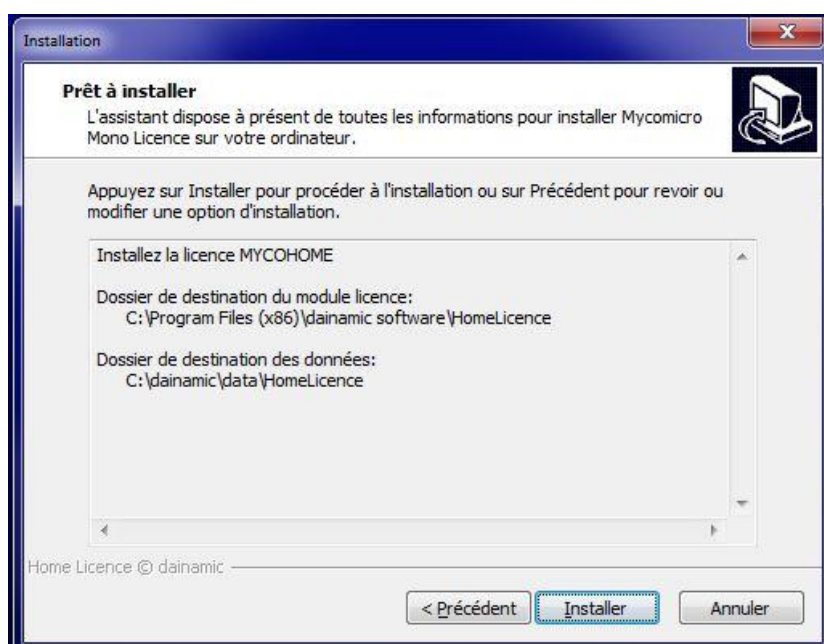 Installation
Prêt à installer
L'assistant dispose à présent de toutes les informations pour installer Mycomicro
Mono Licence sur votre ordinateur.
Appuyez sur Installer pour procéder à l'installation ou sur Précédent pour revoir ou
modifier une option d'installation.
Installez la licence MYCOHOME
Dossier de destination du module licence:
C:\Program Files (x86)\dainamic software\HomeLicence
Dossier de destination des données:
C:\dainamic\data\HomeLicence
Home Licence © dainamic
< Précédent Installer Annuler